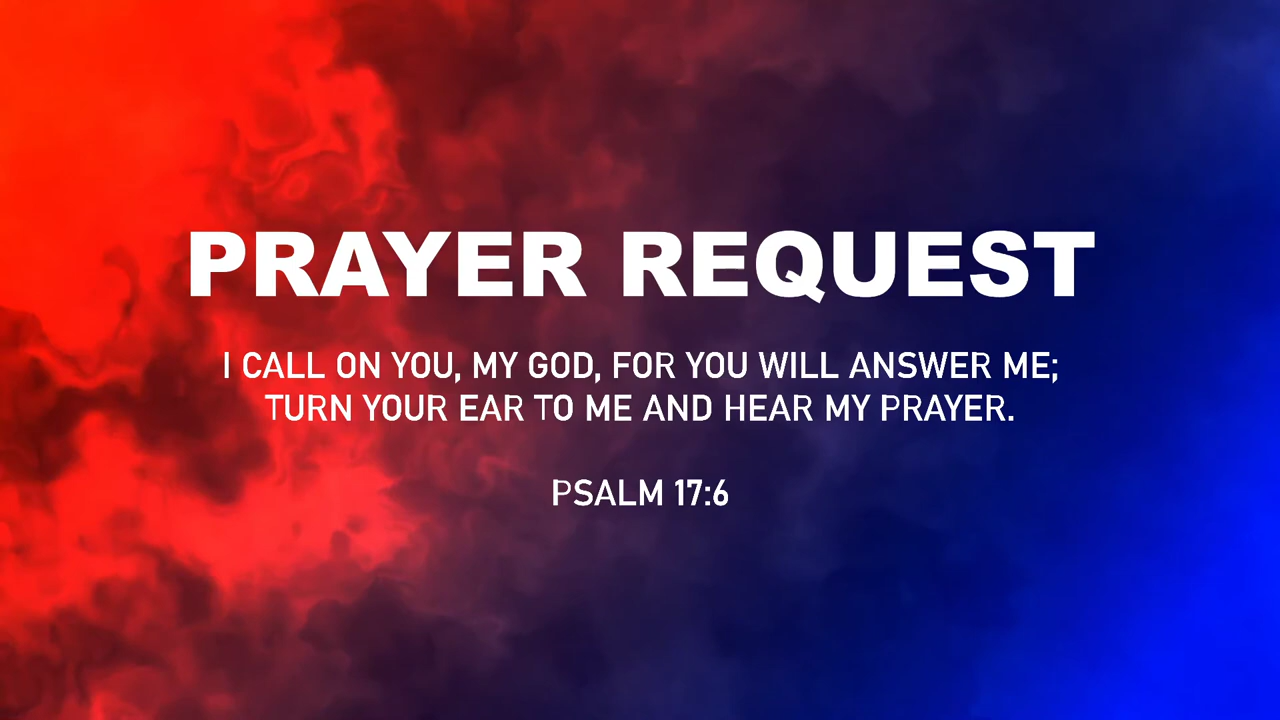 PRAYER REQUEST
I CALL ON YOU, MY GOD, FOR YOU WILL ANSWER ME;
TURN YOUR EAR TO ME AND HEAR MY PRAYER.
PSALM 17:6